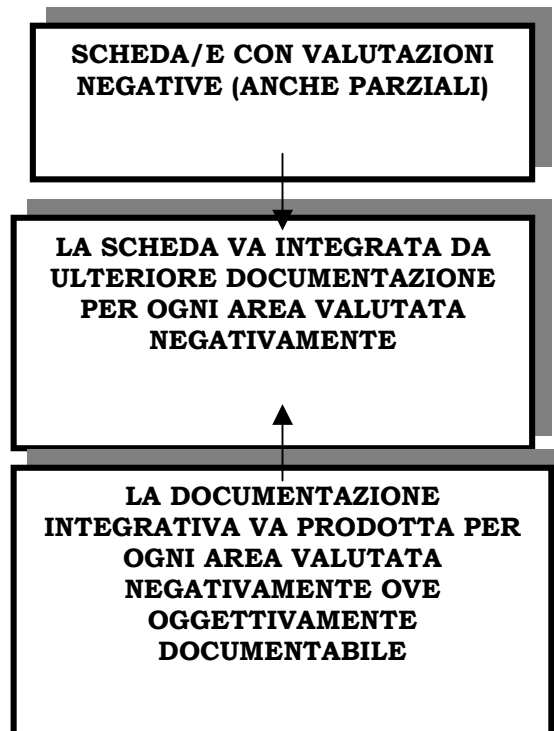 SCHEDA/E CON VALUTAZIONI
NEGATIVE (ANCHE PARZIALI)
LA SCHEDA VA INTEGRATA DA
ULTERIORE DOCUMENTAZIONE
PER OGNI AREA VALUTATA
NEGATIVAMENTE
LA DOCUMENTAZIONE
INTEGRATIVA VA PRODOTTA PER
OGNI AREA VALUTATA
NEGATIVAMENTE OVE
OGGETTIVAMENTE
DOCUMENTABILE